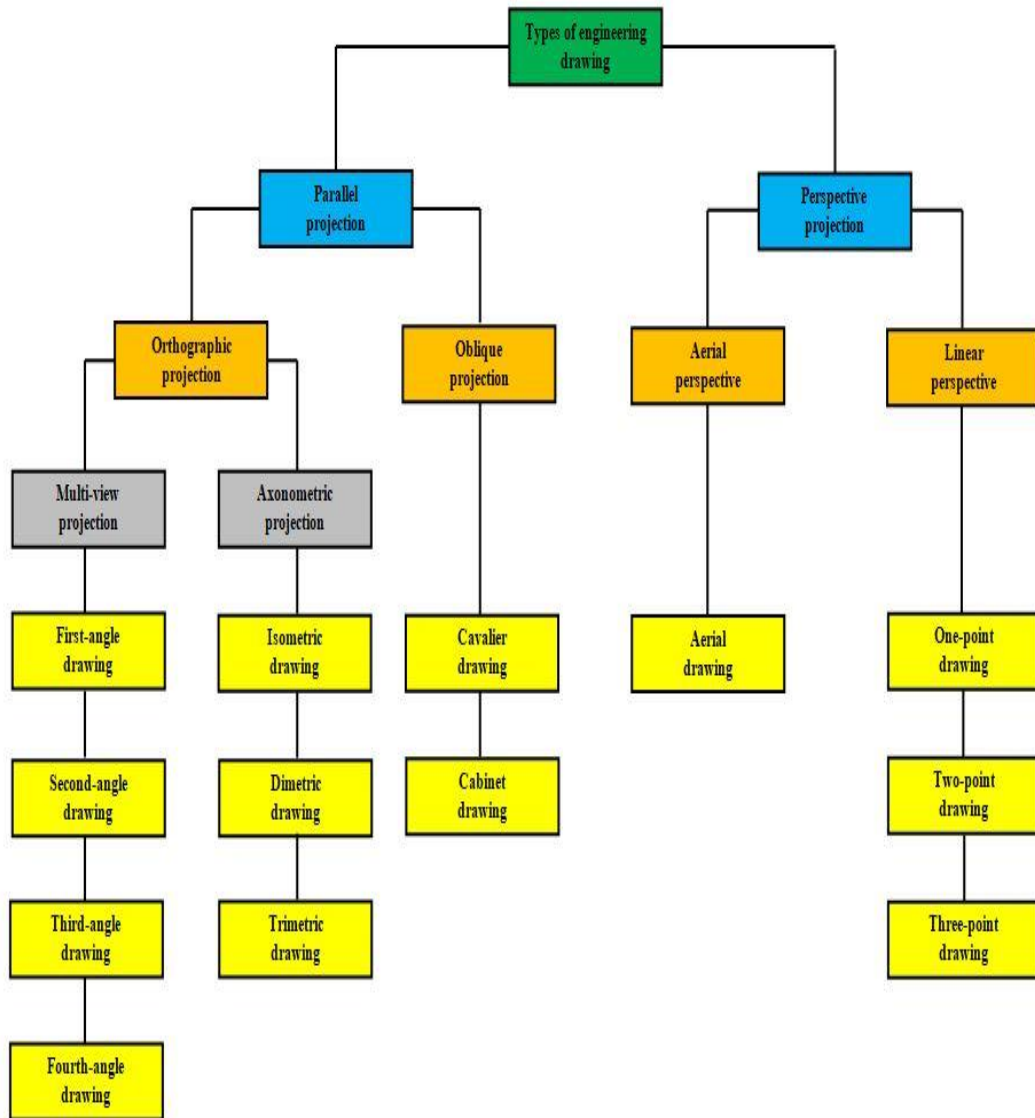 Types of engineering
drawing
Parallel
projection
Perspective
projection
Orthographic
projection
Oblique
projection
Aerial
perspective
Linear
perspective
Multi-view
projection
Axonometric
projection
First-angle
drawing
Isometric
drawing
Cavalier
drawing
Aerial
drawing
One-point
drawing
Second-angle
drawing
Dimetric
drawing
Cabinet
drawing
Two-point
drawing
Third-angle
drawing
Trimetric
drawing
Three-point
drawing
Fourth-angle
drawing